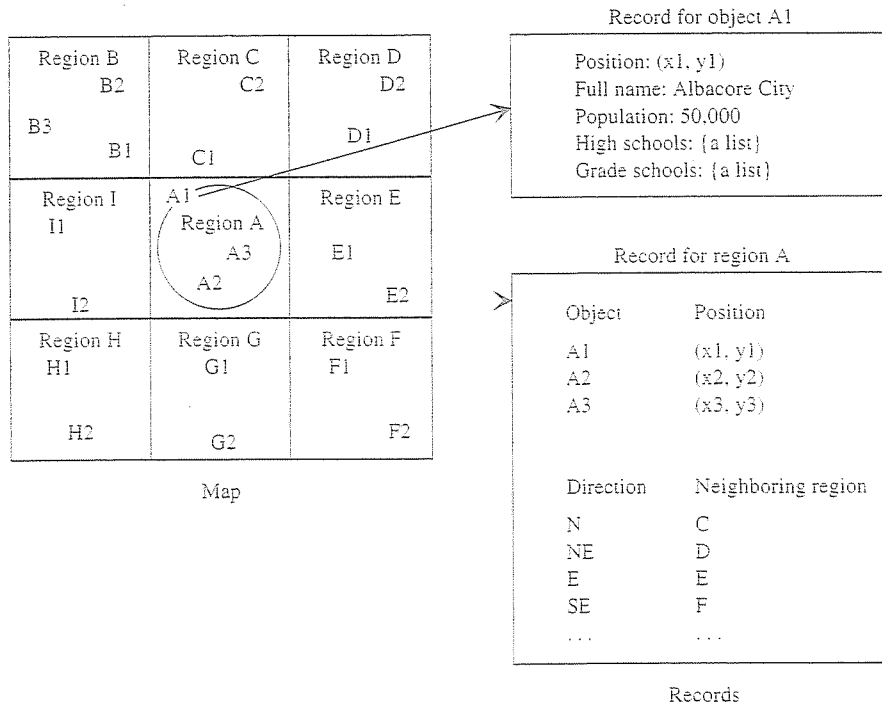 Record for object A1
Position: (x1, y1)
Full name: Albacore City
Population: 50,000
High schools: {a list}
Grade schools: {a list}
Region B
B2
B3
B1
Region C
C2
C1
Region D
D2
D1
Region I
I1
I2
A1
Region A
A3
A2
Region E
E1
E2
Region H
H1
H2
Region G
G1
G2
Region F
F1
F2
Map
Record for region A
Object Position
A1 (x1, y1)
A2 (x2, y2)
A3 (x3, y3)
Direction Neighboring region
N C
NE D
E E
SE F
... ...
Records